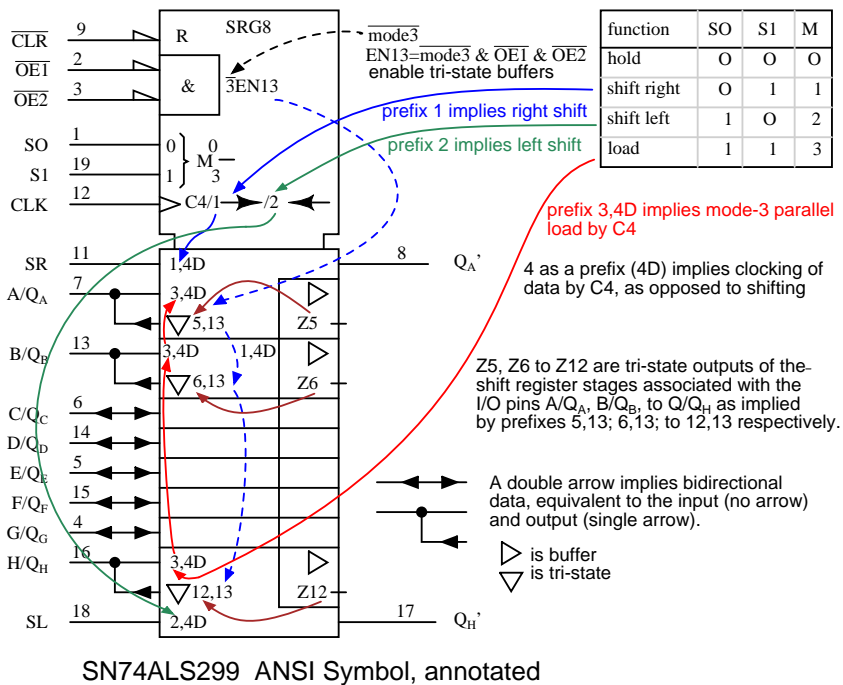 CLR 9 R SRG8
OE1 2
OE2 3 & 3EN13
mode3
EN13=mode3 & OE1 & OE2
enable tri-state buffers
function SO S1 M
hold O O O
shift right O 1 1
shift left 1 O 2
load 1 1 3
prefix 1 implies right shift
prefix 2 implies left shift
SO 1 0 } M 0
S1 19 1 3
CLK 12 C4/1 /2
prefix 3,4D implies mode-3 parallel
load by C4
SR 11 1,4D 8 QA’
4 as a prefix (4D) implies clocking of
data by C4, as opposed to shifting
A/QA 7 3,4D
5,13 Z5
B/QB 13 3,4D 1,4D
6,13 Z6
Z5, Z6 to Z12 are tri-state outputs of the
shift register stages associated with the
I/O pins A/QA, B/QB, to Q/QH as implied
by prefixes 5,13; 6,13; to 12,13 respectively.
C/QC 6
D/QD 14
E/QE 5
F/QF 15
G/QG 4
A double arrow implies bidirectional
data, equivalent to the input (no arrow)
and output (single arrow).
H/QH 16 3,4D
12,13 Z12
is buffer
is tri-state
SL 18 2,4D 17 QH’
SN74ALS299 ANSI Symbol, annotated